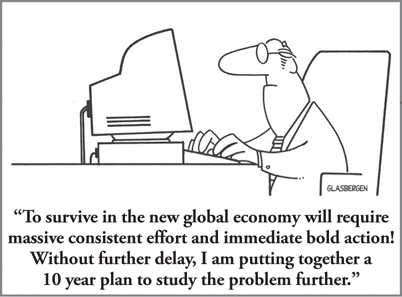 GLASBERGEN
“To survive in the new global economy will require
massive consistent effort and immediate bold action!
Without further delay, I am putting together a
10 year plan to study the problem further.”